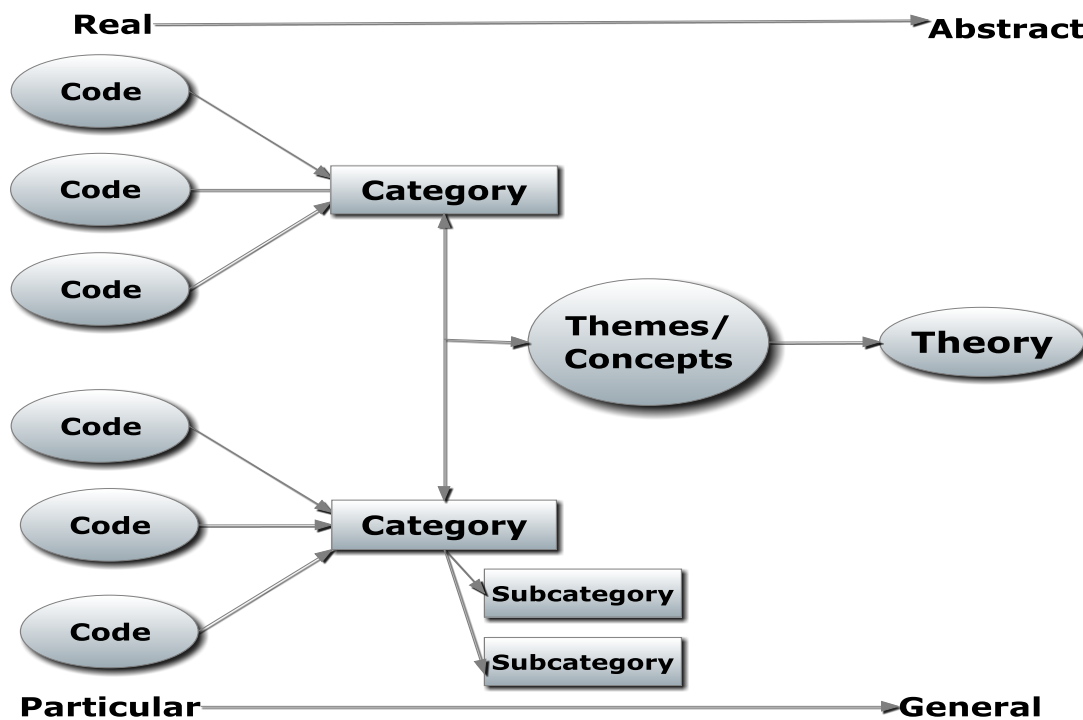 Real
Abstract
Code
Code
Category
Code
Themes/
Concepts
Theory
Code
Code
Category
Subcategory
Code
Subcategory
Particular
General